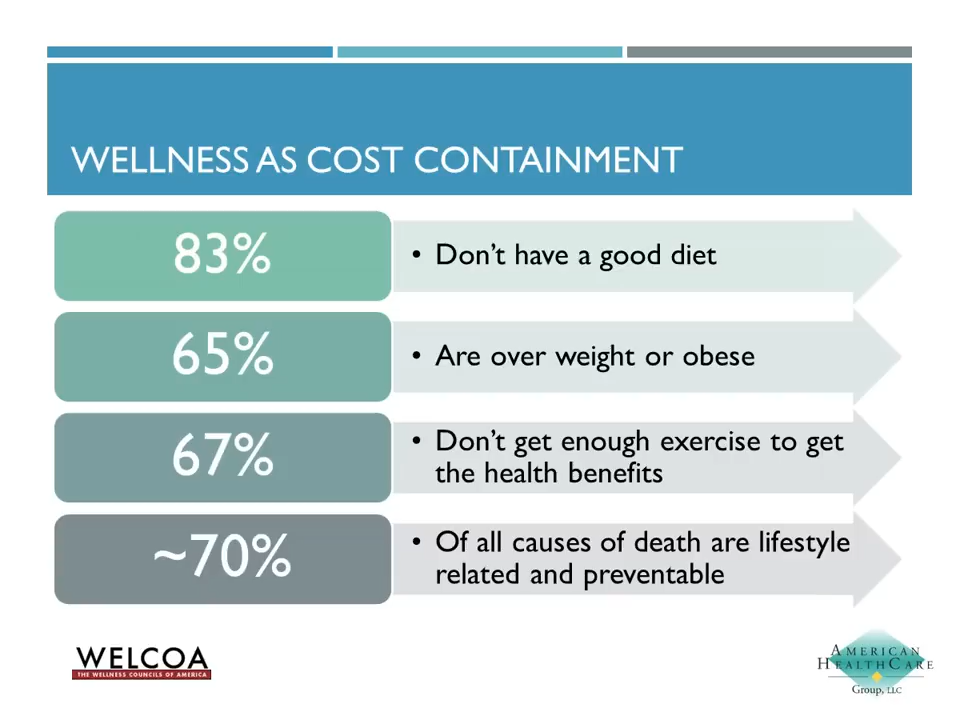 WELLNESS AS COST CONTAINMENT
83%
• Don't have a good diet
65%
• Are over weight or obese
67%
• Don't get enough exercise to get
the health benefits
~70%
• Of all causes of death are lifestyle
related and preventable
WELCOA
THE WELLNESS COUNCILS OF AMERICA
AMERICAN
HEALTHCARE
Group, LLC